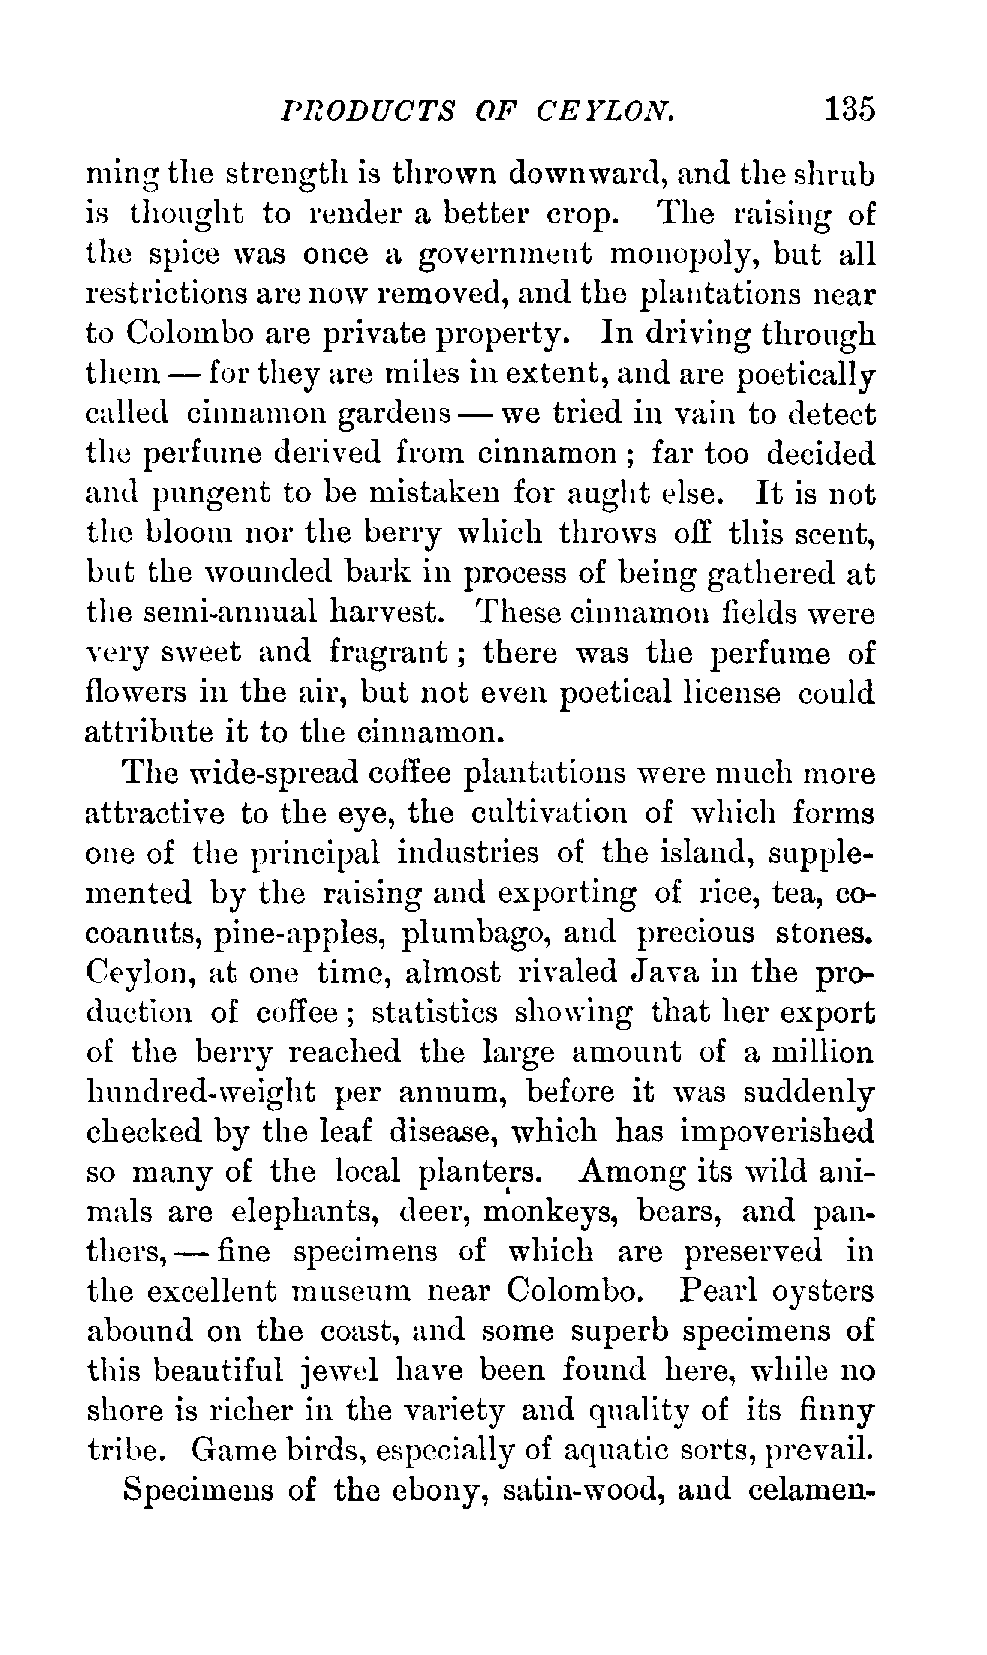 PRODUCTS OF CEYLON. 135
ming the strength is thrown downward, and the shrub
is thought to render a better crop. The raising of
the spice was once a government monopoly, but all
restrictions are now removed, and the plantations near
to Colombo are private property. In driving through
them — for they are miles in extent, and are poetically
called cinnamon gardens — we tried in vain to detect
the perfume derived from cinnamon ; far too decided
and pungent to be mistaken for aught else. It is not
the bloom nor the berry which throws off this scent,
but the wounded bark in process of being gathered at
the semi-annual harvest. These cinnamon fields were
very sweet and fragrant ; there was the perfume of
flowers in the air, but not even poetical license could
attribute it to the cinnamon.
The wide-spread coffee plantations were much more
attractive to the eye, the cultivation of which forms
one of the principal industries of the island, supple-
mented by the raising and exporting of rice, tea, co-
coanuts, pine-apples, plumbago, and precious stones.
Ceylon, at one time, almost rivaled Java in the pro-
duction of coffee ; statistics showing that her export
of the berry reached the large amount of a million
hundred-weight per annum, before it was suddenly
checked by the leaf disease, which has impoverished
so many of the local planters. Among its wild ani-
mals are elephants, deer, monkeys, bears, and pan-
thers, — fine specimens of which are preserved in
the excellent museum near Colombo. Pearl oysters
abound on the coast, and some superb specimens of
this beautiful jewel have been found here, while no
shore is richer in the variety and quality of its finny
tribe. Game birds, especially of aquatic sorts, prevail.
Specimens of the ebony, satin-wood, and celamen-